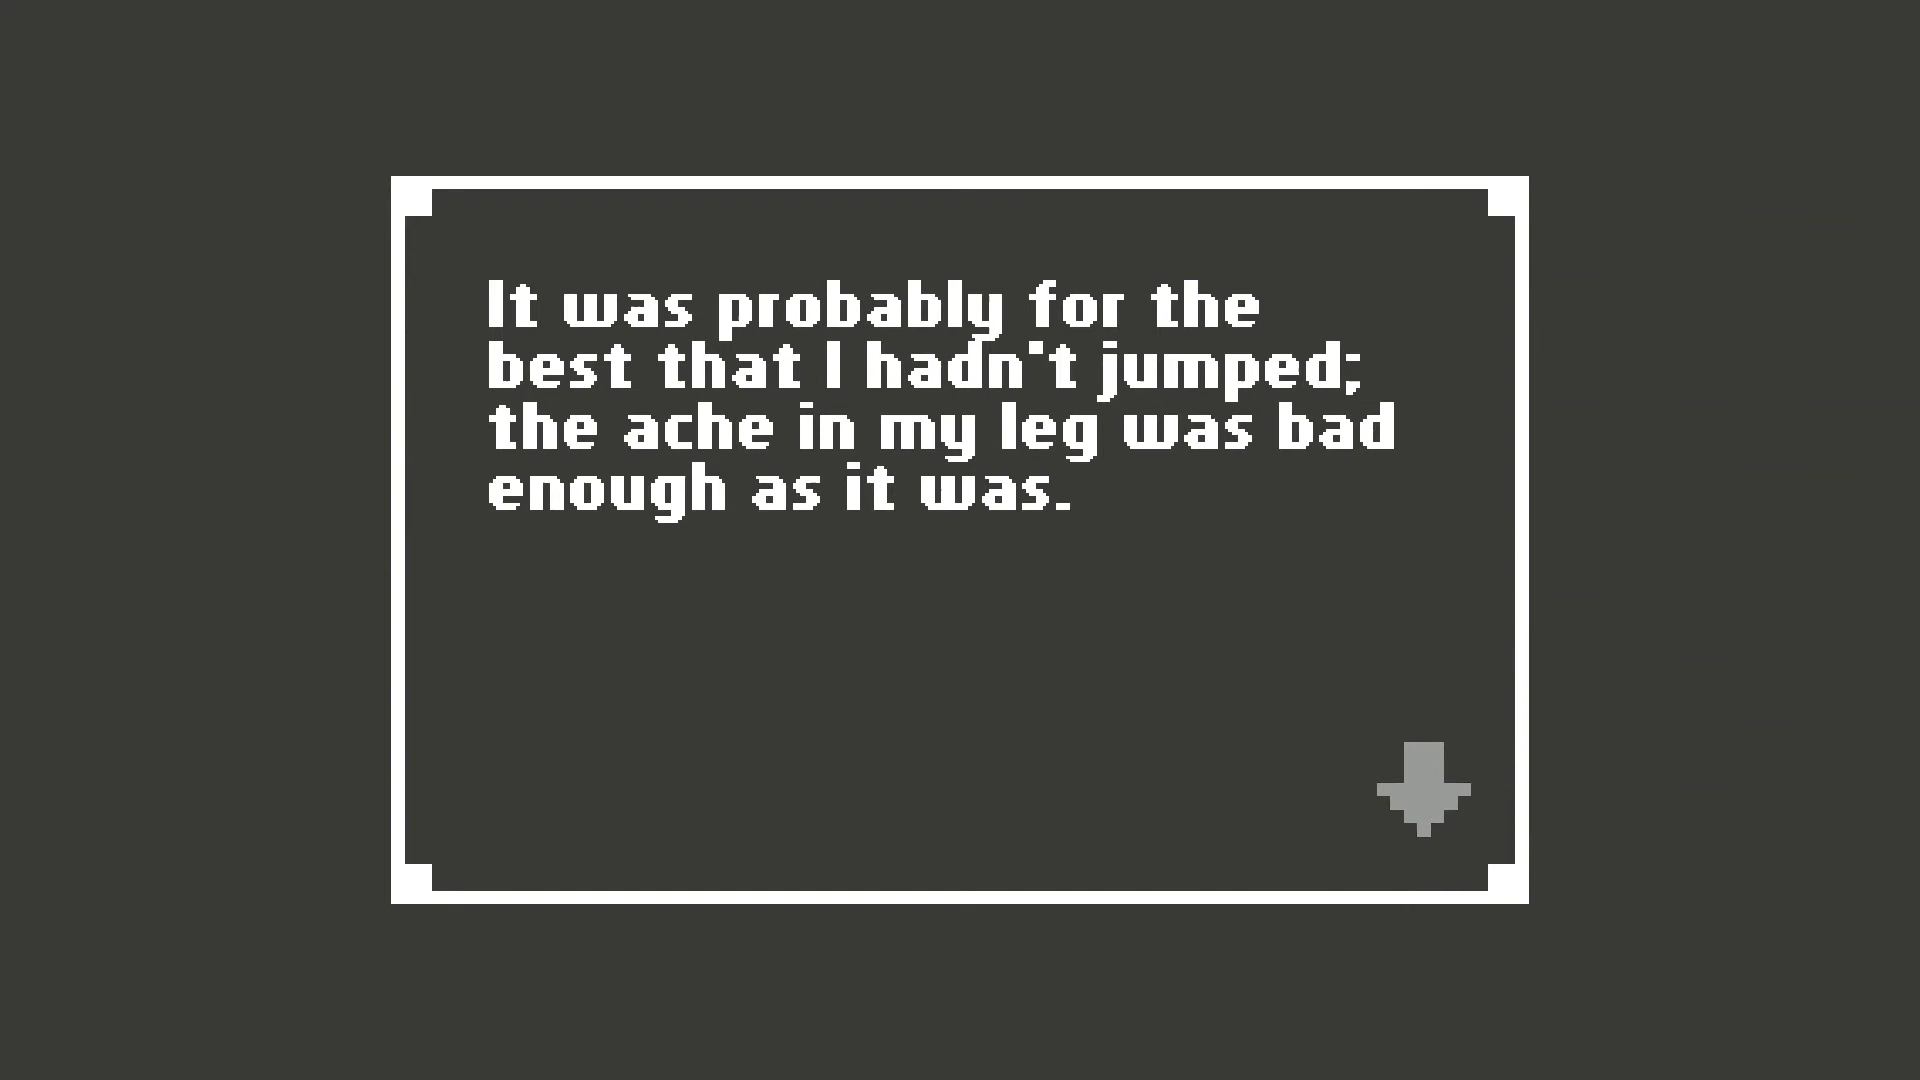 It was probably for the
best that I hadn't jumped;
the ache in my leg was bad
enough as it was.